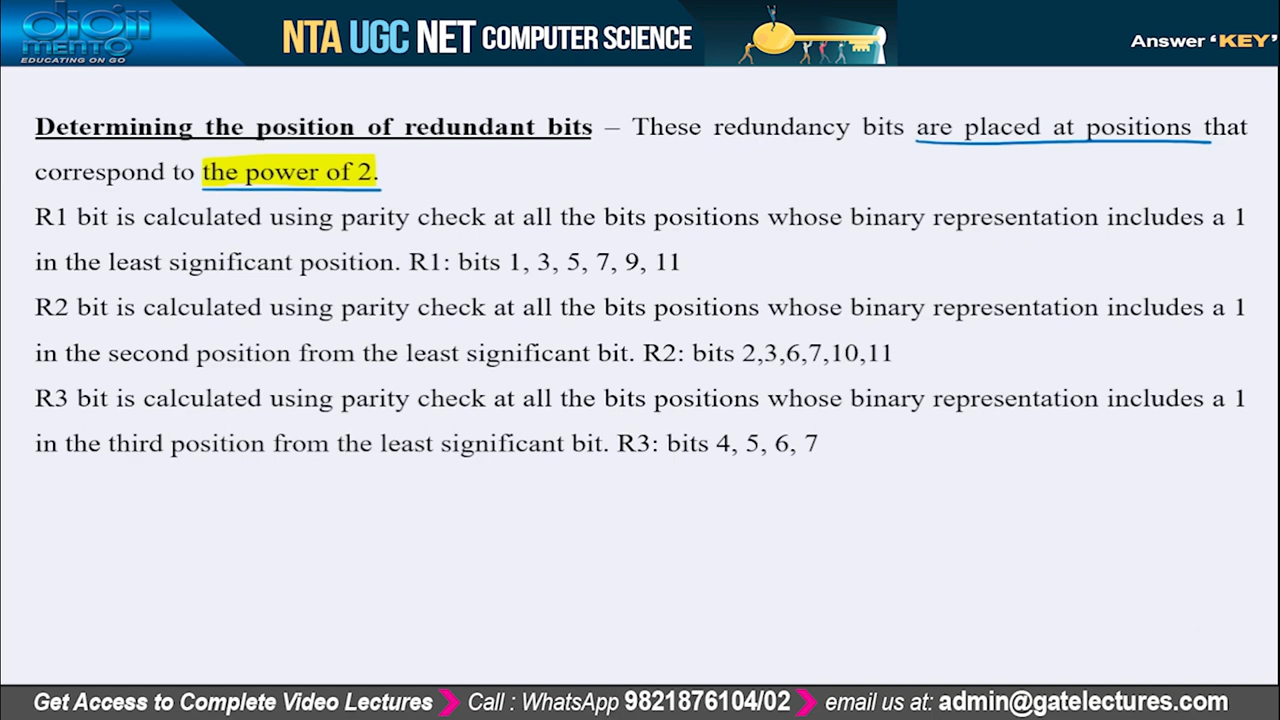 digii
MENTO
EDUCATING ON GO
NTA UGC NET COMPUTER SCIENCE
Answer ‘KEY’
Determining the position of redundant bits – These redundancy bits are placed at positions that
correspond to the power of 2.
R1 bit is calculated using parity check at all the bits positions whose binary representation includes a 1
in the least significant position. R1: bits 1, 3, 5, 7, 9, 11
R2 bit is calculated using parity check at all the bits positions whose binary representation includes a 1
in the second position from the least significant bit. R2: bits 2,3,6,7,10,11
R3 bit is calculated using parity check at all the bits positions whose binary representation includes a 1
in the third position from the least significant bit. R3: bits 4, 5, 6, 7
Get Access to Complete Video Lectures Call : WhatsApp 9821876104/02 email us at: admin@gatelectures.com